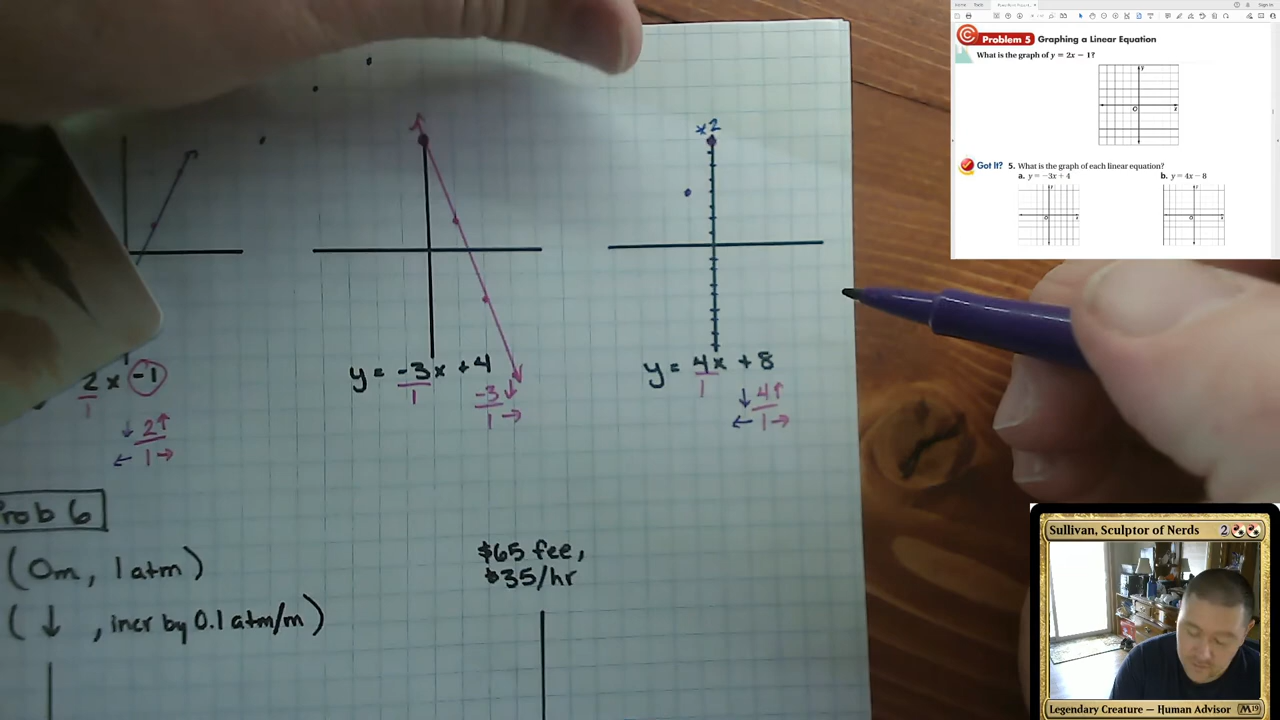 Problem 5 Graphing a Linear Equation
What is the graph of y = 2x − 1?
y
O
x
Got It? 5. What is the graph of each linear equation?
a. y = −3x + 4
b. y = 4x − 8
×2
2x -1
1
↓ 2↑
← 1→
y = -3x +4
1
-3↓
1→
y = 4x +8
1
↓ 4↑
← 1→
Prob 6
(0m, 1atm)
(↓, incr by 0.1 atm/m)
$65 fee,
$35/hr
Sullivan, Sculptor of Nerds 2
Legendary Creature — Human Advisor
M19